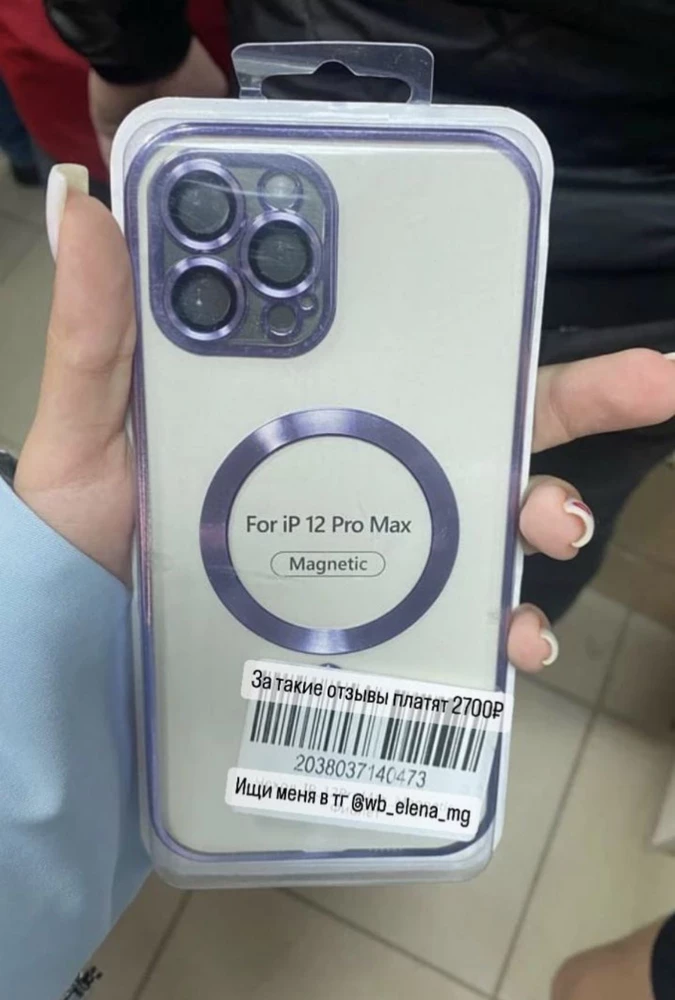 For iP 12 Pro Max
Magnetic
За такие отзывы платят 2700₽
2038037140473
Ищи меня в тг @wb_elena_mg